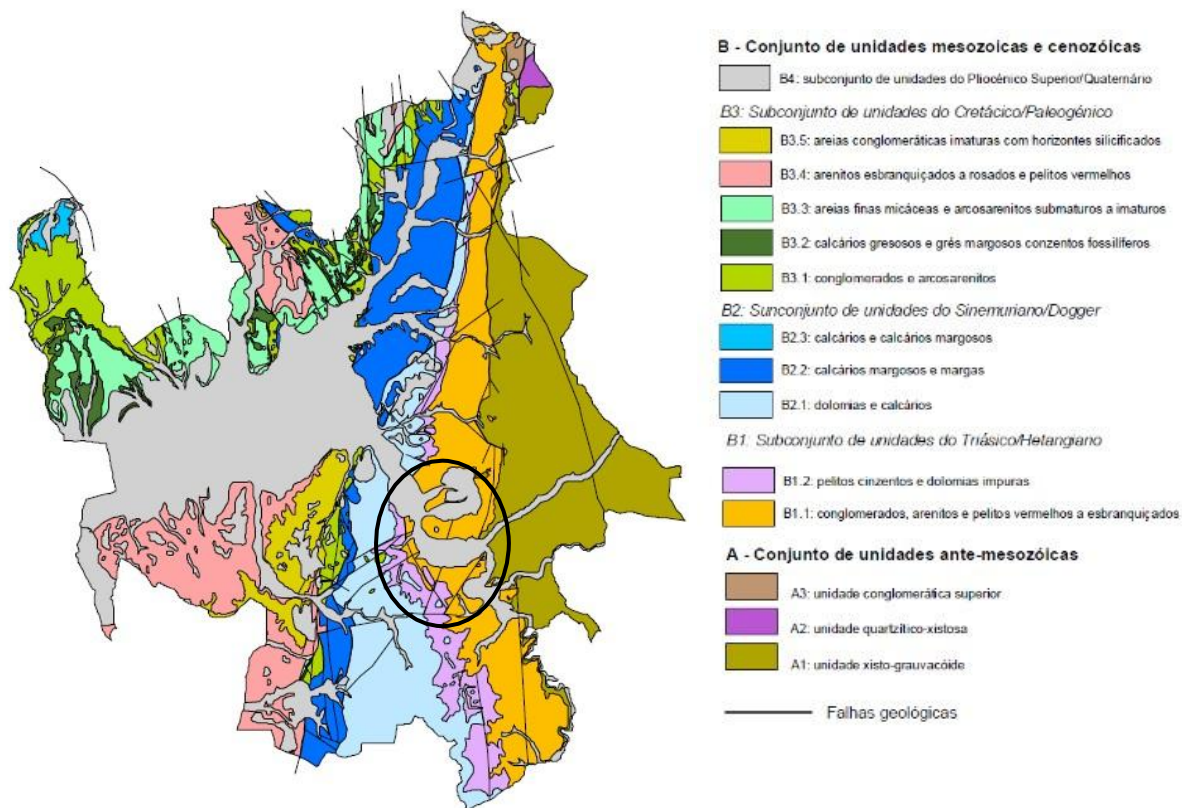 B - Conjunto de unidades mesozoicas e cenozóicas
B4: subconjunto de unidades do Pliocénico Superior/Quaternário
B3: Subconjunto de unidades do Cretácico/Paleogénico
B3.5: areias conglomeráticas imaturas com horizontes silicificados
B3.4: arenitos esbranquiçados a rosados e pelitos vermelhos
B3.3: areias finas micáceas e arcosarenitos submaturos a imaturos
B3.2: calcários gresosos e grés margosos conzentos fossilíferos
B3.1: conglomerados e arcosarenitos
B2: Sunconjunto de unidades do Sinemuriano/Dogger
B2.3: calcários e calcários margosos
B2.2: calcários margosos e margas
B2.1: dolomias e calcários
B1: Subconjunto de unidades do Triásico/Hetangiano
B1.2: pelitos cinzentos e dolomias impuras
B1.1: conglomerados, arenitos e pelitos vermelhos a esbranquiçados
A - Conjunto de unidades ante-mesozóicas
A3: unidade conglomerática superior
A2: unidade quartzítico-xistosa
A1: unidade xisto-grauvacóide
Falhas geológicas